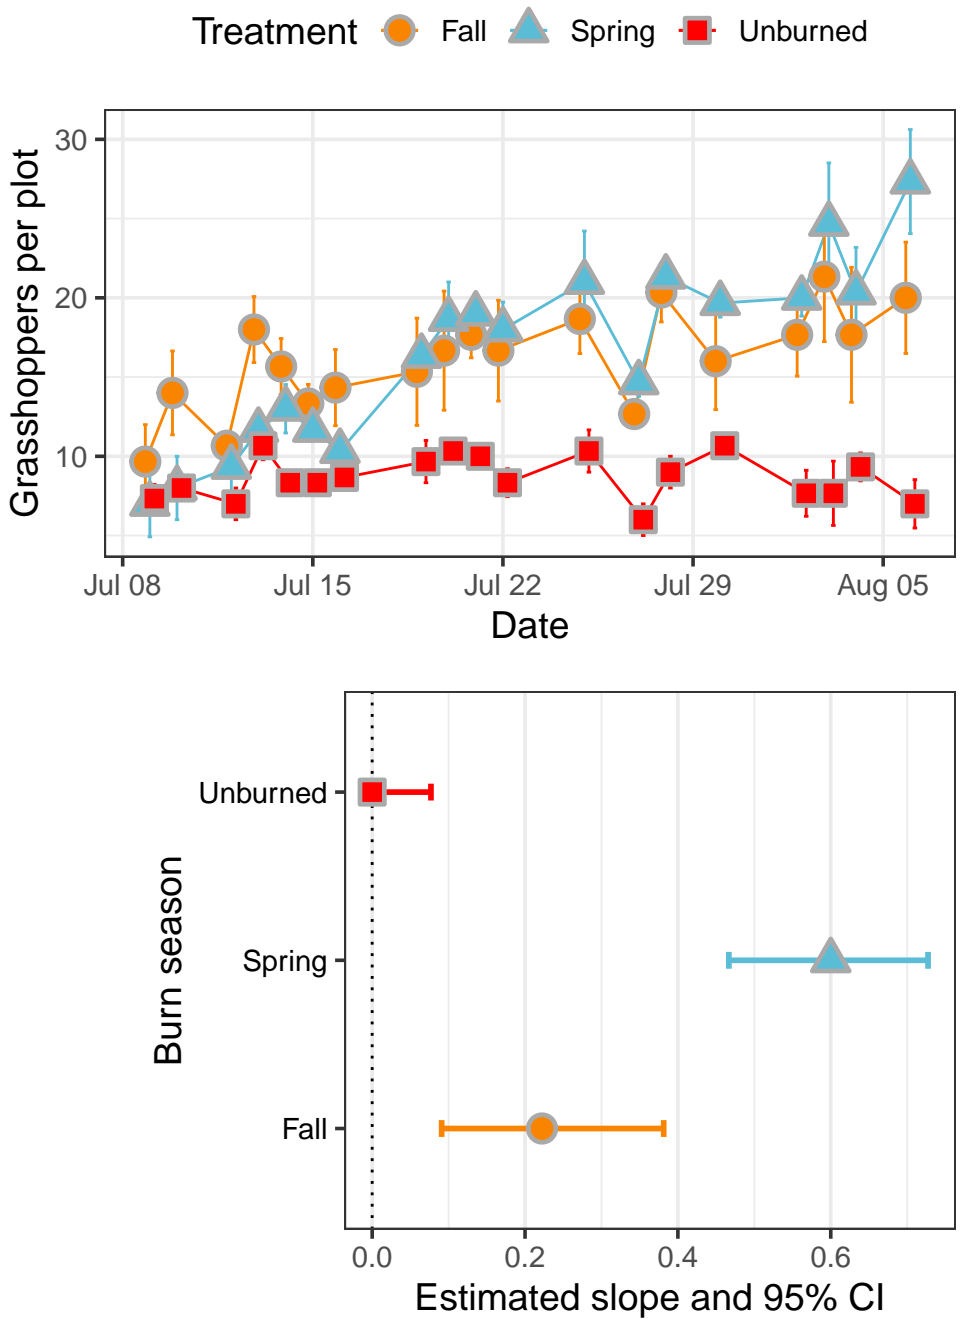 Treatment Fall Spring Unburned
Grasshoppers per plot
30
20
10
Jul 08 Jul 15 Jul 22 Jul 29 Aug 05
Date
Burn season
Unburned
Spring
Fall
0.0 0.2 0.4 0.6
Estimated slope and 95% CI